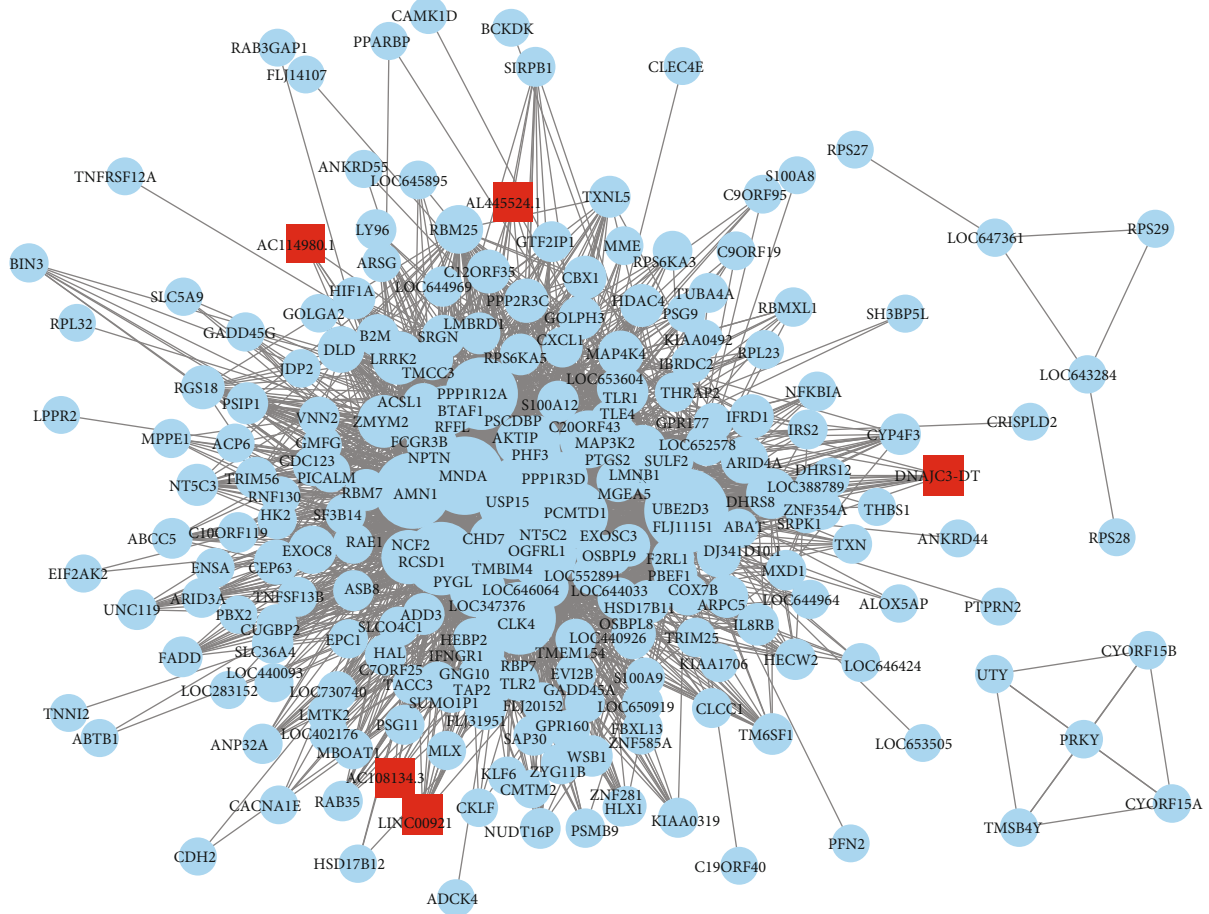 CAMK1D
BCKDK
PPARBP
RAB3GAP1
SIRPB1
CLEC4E
FLJ14107
RPS27
ANKRD55
LOC645895
S100A8
TNFRSF12A
C9ORF95
TXNL5
AL445524.1
RPS29
LY96
RBM25
LOC647361
AC114980.1
GTF2IP1
MME
C9ORF19
BIN3
ARSG
C12ORF35
RPS6KA3
CBX1
LOC644969
HIF1A
SLC5A9
PPP2R3C
HDAC4
TUBA4A
RBMXL1
GOLGA2
GOLPH3
PSG9
SH3BP5L
RPL32
GADD45G
B2M
SRGN
LMBRD1
CXCL1
KIAA0492
DLD
LRRK2
RPS6KA5
MAP4K4
IBRDC2
RPL23
JDP2
TMCC3
LOC653604
LOC643284
RGS18
THRAP2
NFKBIA
PSIP1
ACSL1
PPP1R12A
S100A12
TLR1
LPPR2
VNN2
ZMYM2
BTAF1
PSCDBP
TLE4
GPR177
IFRD1
CRISPLD2
RFFL
C20ORF43
IRS2
MPPE1
ACP6
GMFG
FCGR3B
AKTIP
MAP3K2
LOC652578
CYP4F3
CDC123
NPTN
PHF3
PTGS2
SULF2
ARID4A
DHRS12
TRIM56
PICALM
MNDA
PPP1R3D
LMNB1
DNAJC3-DT
NT5C3
RNF130
RBM7
AMN1
MGEA5
DHRS8
LOC388789
USP15
PCMTD1
UBE2D3
ZNF354A
THBS1
HK2
SF3B14
FLJ11151
SRPK1
ABCC5
C10ORF119
RAE1
NCF2
CHD7
NT5C2
EXOSC3
ABAT
TXN
ANKRD44
RPS28
EXOC8
RCSD1
OGFRL1
OSBPL9
F2RL1
DJ341D10.1
EIF2AK2
ENSA
CEP63
TMBIM4
PBEF1
MXD1
PYGL
LOC552891
ASB8
LOC646064
LOC644033
COX7B
TNFSF13B
LOC644964
UNC119
ARID3A
LOC347376
HSD17B11
ARPC5
ALOX5AP
PTPRN2
PBX2
ADD3
CLK4
OSBPL8
IL8RB
CUGBP2
SLCO4C1
EPC1
HEBP2
LOC440926
TRIM25
CYORF15B
FADD
SLC36A4
HAL
IFNGR1
TMEM154
KIAA1706
HECW2
LOC646424
C7ORF25
RBP7
EVI2B
LOC440093
GNG10
TLR2
S100A9
UTY
LOC283152
LOC730740
TACC3
TAP2
GADD45A
SUMO1P1
FLJ20152
LOC650919
CLCC1
TNNI2
LMTK2
FLJ31951
PSG11
GPR160
FBXL13
LOC402176
SAP30
TM6SF1
PRKY
ABTB1
ANP32A
MBOAT1
MLX
WSB1
ZNF585A
LOC653505
AC108134.3
KLF6
ZYG11B
CMTM2
ZNF281
RAB35
CACNA1E
CKLF
HLX1
CYORF15A
LINC00921
KIAA0319
NUDT16P
PSMB9
TMSB4Y
PFN2
CDH2
HSD17B12
C19ORF40
ADCK4